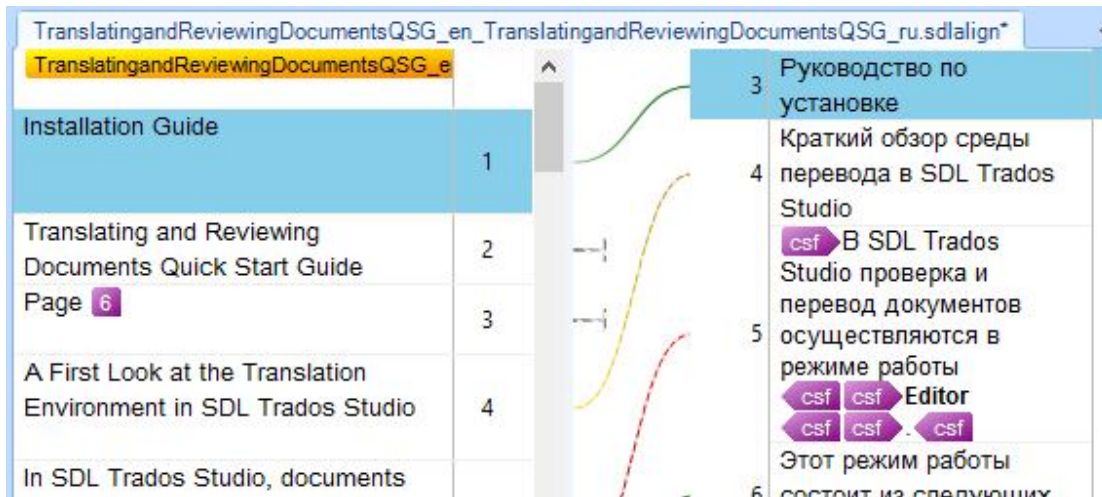 TranslatingandReviewingDocumentsQSG_en_TranslatingandReviewingDocumentsQSG_ru.sdlalign*
TranslatingandReviewingDocumentsQSG_e
Installation Guide
1
Translating and Reviewing
Documents Quick Start Guide
2
Page 6
3
A First Look at the Translation
Environment in SDL Trados Studio
4
In SDL Trados Studio, documents
3
Руководство по
установке
4
Краткий обзор среды
перевода в SDL Trados
Studio
5
csf В SDL Trados
Studio проверка и
перевод документов
осуществляются в
режиме работы
csf csf Editor
csf csf . csf
6
Этот режим работы
состоит из следующих